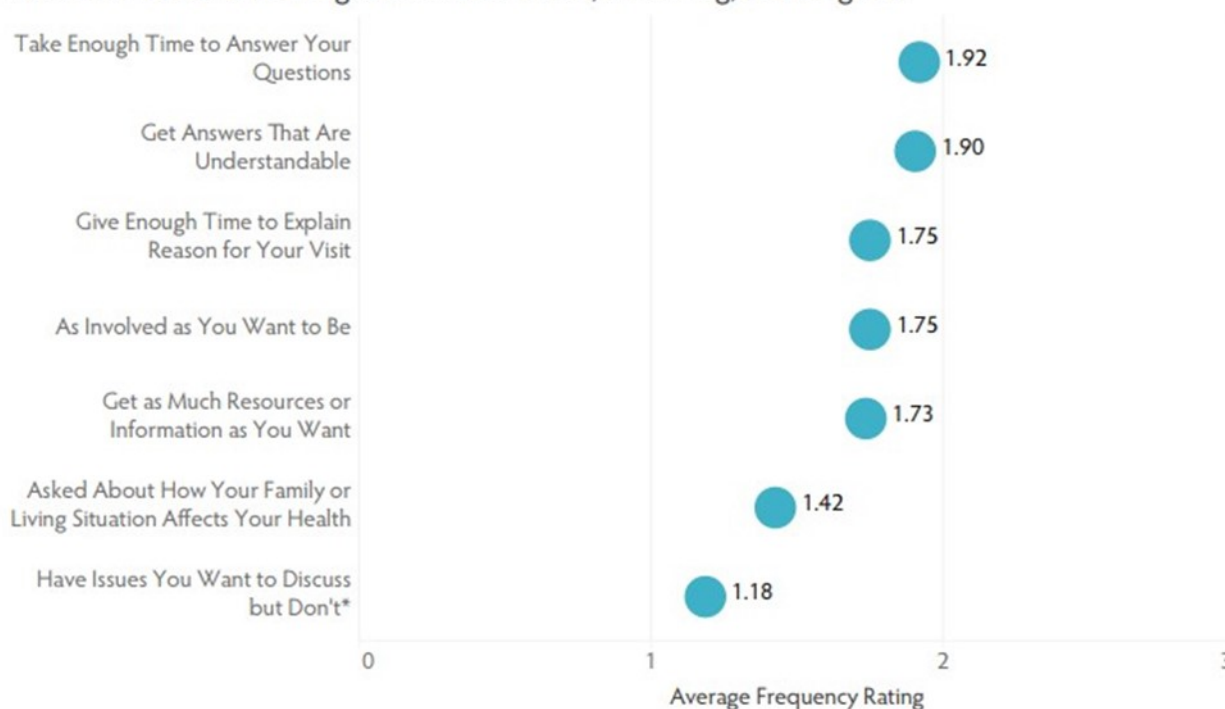 Take Enough Time to Answer Your
Questions
1.92
Get Answers That Are
Understandable
1.90
Give Enough Time to Explain
Reason for Your Visit
1.75
As Involved as You Want to Be
1.75
Get as Much Resources or
Information as You Want
1.73
Asked About How Your Family or
Living Situation Affects Your Health
1.42
Have Issues You Want to Discuss
but Don't*
1.18
0 1 2 3
Average Frequency Rating